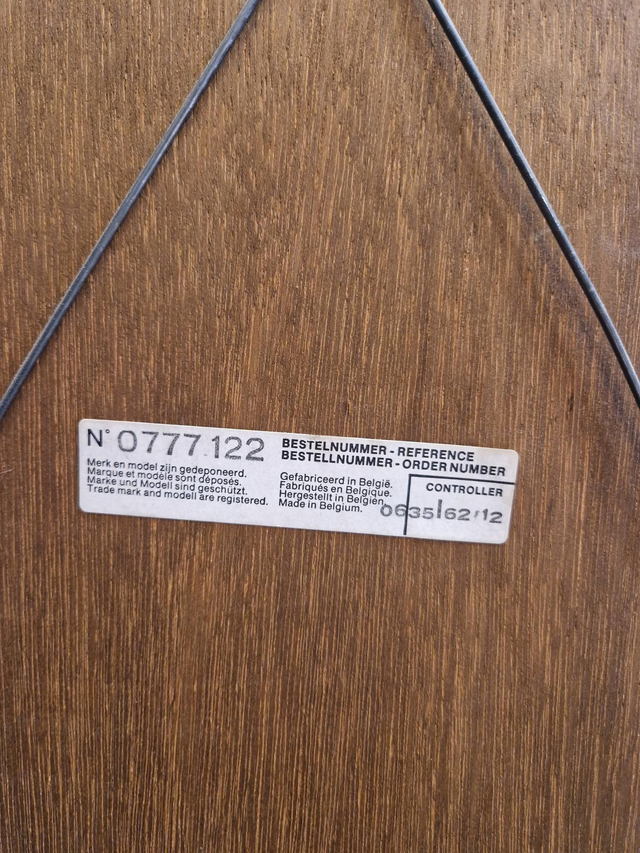 N° 0777.122
Merk en model zijn gedeponeerd.
Marque et modèle sont déposés.
Marke und Modell sind geschützt.
Trade mark and modell are registered.
BESTELNUMMER - REFERENCE
BESTELLNUMMER - ORDER NUMBER
Gefabriceerd in België.
Fabriqués en Belgique.
Hergestellt in Belgien.
Made in Belgium.
CONTROLLER
0635/62/12